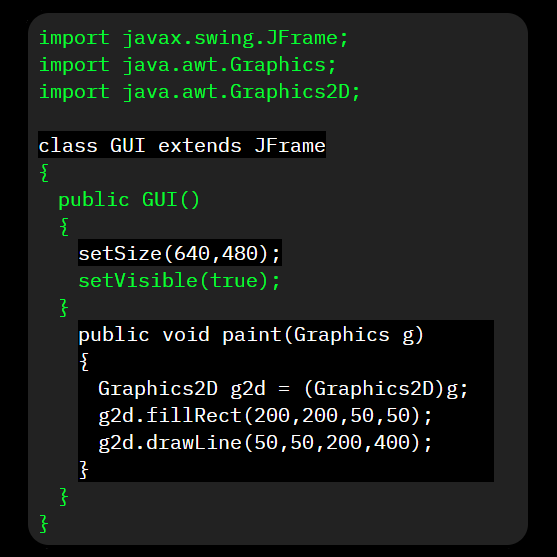 import javax.swing.JFrame;
import java.awt.Graphics;
import java.awt.Graphics2D;
class GUI extends JFrame
{
public GUI()
{
setSize(640,480);
setVisible(true);
}
public void paint(Graphics g)
{
Graphics2D g2d = (Graphics2D)g;
g2d.fillRect(200,200,50,50);
g2d.drawLine(50,50,200,400);
}
}
}